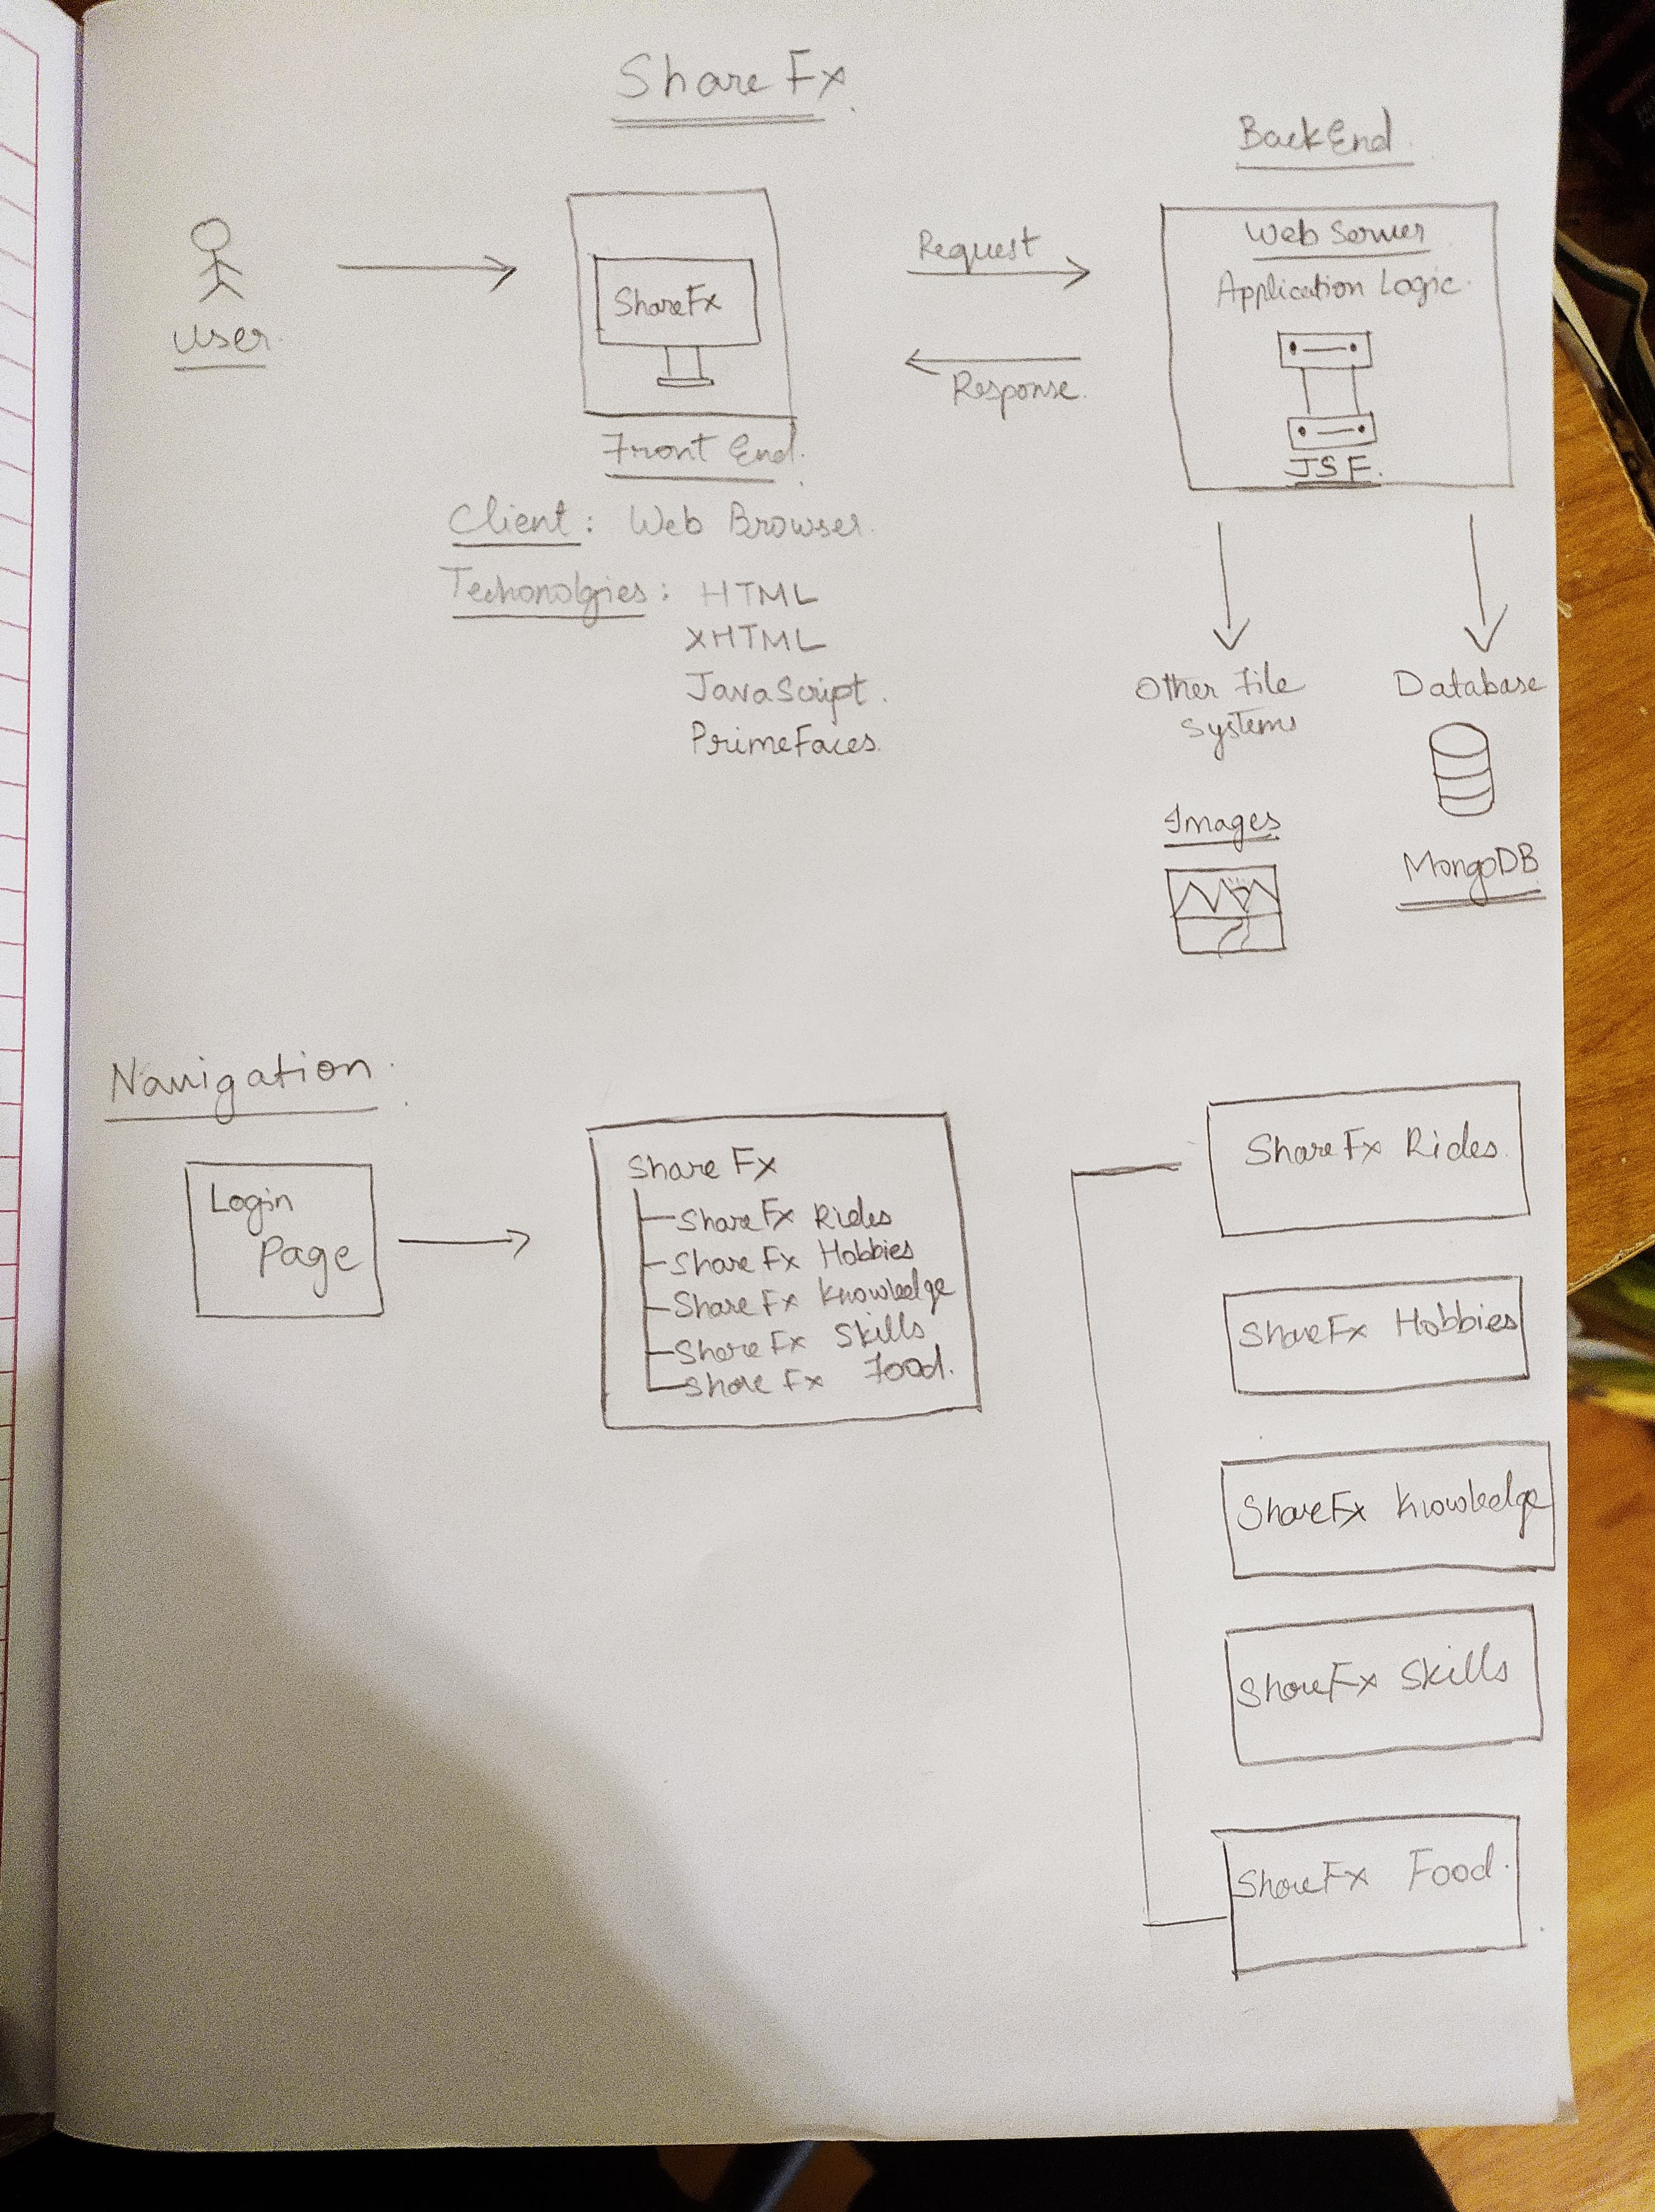 ShareFx.
BackEnd.
User.
ShareFx
Front End.
Request
Response.
Web Server
Application Logic.
JSF.
Client: Web Browser.
Techonolgies: HTML
XHTML
JavaScript.
PrimeFaces.
Other File
Systems
Images
Database
MongoDB
Navigation.
Login
Page
Share Fx
ShareFx Rides
Share Fx Hobbies
Share Fx Knowledge
Share Fx Skills
Share Fx Food.
ShareFx Rides.
ShareFx Hobbies
ShareFx Knowledge
ShareFx Skills
ShareFx Food.